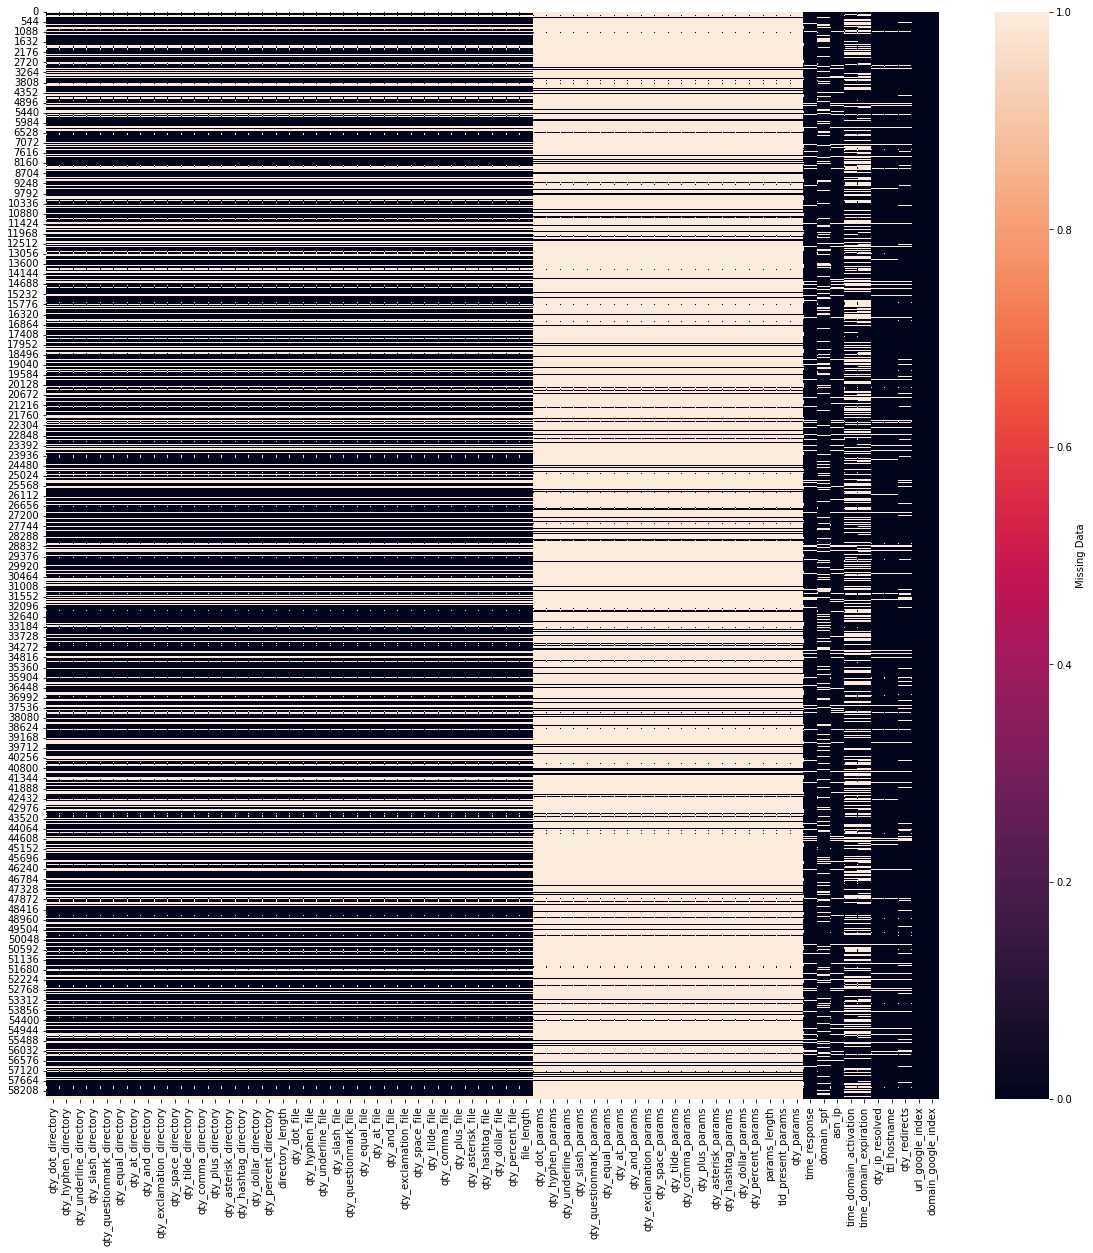 0
544
1088
1632
2176
2720
3264
3808
4352
4896
5440
5984
6528
7072
7616
8160
8704
9248
9792
10336
10880
11424
11968
12512
13056
13600
14144
14688
15232
15776
16320
16864
17408
17952
18496
19040
19584
20128
20672
21216
21760
22304
22848
23392
23936
24480
25024
25568
26112
26656
27200
27744
28288
28832
29376
29920
30464
31008
31552
32096
32640
33184
33728
34272
34816
35360
35904
36448
36992
37536
38080
38624
39168
39712
40256
40800
41344
41888
42432
42976
43520
44064
44608
45152
45696
46240
46784
47328
47872
48416
48960
49504
50048
50592
51136
51680
52224
52768
53312
53856
54400
54944
55488
56032
56576
57120
57664
58208
qty_dot_directory
qty_hyphen_directory
qty_underline_directory
qty_slash_directory
qty_questionmark_directory
qty_equal_directory
qty_at_directory
qty_and_directory
qty_exclamation_directory
qty_space_directory
qty_tilde_directory
qty_comma_directory
qty_plus_directory
qty_asterisk_directory
qty_hashtag_directory
qty_dollar_directory
qty_percent_directory
directory_length
qty_dot_file
qty_hyphen_file
qty_underline_file
qty_slash_file
qty_questionmark_file
qty_equal_file
qty_at_file
qty_and_file
qty_exclamation_file
qty_space_file
qty_tilde_file
qty_comma_file
qty_plus_file
qty_asterisk_file
qty_hashtag_file
qty_dollar_file
qty_percent_file
file_length
qty_dot_params
qty_hyphen_params
qty_underline_params
qty_slash_params
qty_questionmark_params
qty_equal_params
qty_at_params
qty_and_params
qty_exclamation_params
qty_space_params
qty_tilde_params
qty_comma_params
qty_plus_params
qty_asterisk_params
qty_hashtag_params
qty_dollar_params
qty_percent_params
params_length
tld_present_params
qty_params
time_response
domain_spf
asn_ip
time_domain_activation
time_domain_expiration
qty_ip_resolved
ttl_hostname
qty_redirects
url_google_index
domain_google_index
1.0
0.8
0.6
0.4
0.2
0.0
Missing Data